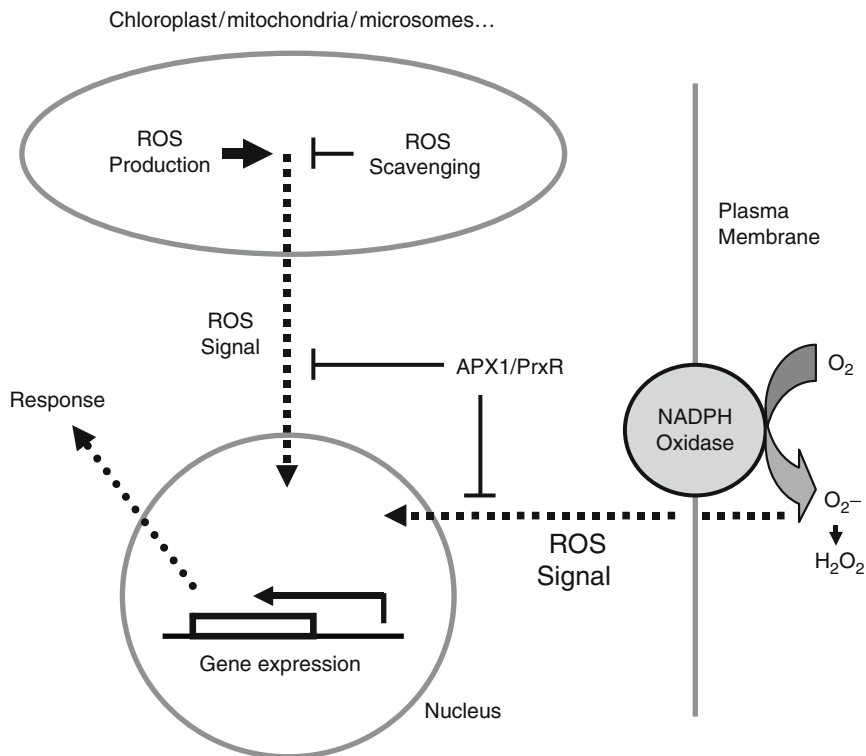 Chloroplast/mitochondria/microsomes…
ROS
Production
ROS
Scavenging
Plasma
Membrane
ROS
Signal
APX1/PrxR
O₂
NADPH
Oxidase
Response
O₂–
H₂O₂
ROS
Signal
Gene expression
Nucleus